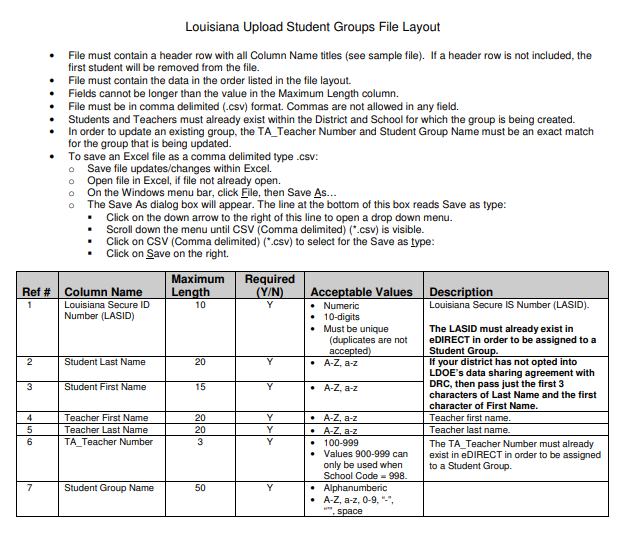 Louisiana Upload Student Groups File Layout
• File must contain a header row with all Column Name titles (see sample file). If a header row is not included, the
first student will be removed from the file.
• File must contain the data in the order listed in the file layout.
• Fields cannot be longer than the value in the Maximum Length column.
• File must be in comma delimited (.csv) format. Commas are not allowed in any field.
• Students and Teachers must already exist within the District and School for which the group is being created.
• In order to update an existing group, the TA_Teacher Number and Student Group Name must be an exact match
for the group that is being updated.
• To save an Excel file as a comma delimited type .csv:
o Save file updates/changes within Excel.
o Open file in Excel, if file not already open.
o On the Windows menu bar, click File, then Save As…
o The Save As dialog box will appear. The line at the bottom of this box reads Save as type:
▪ Click on the down arrow to the right of this line to open a drop down menu.
▪ Scroll down the menu until CSV (Comma delimited) (*.csv) is visible.
▪ Click on CSV (Comma delimited) (*.csv) to select for the Save as type:
▪ Click on Save on the right.
Ref # Column Name Maximum Length Required (Y/N) Acceptable Values Description
1 Louisiana Secure ID Number (LASID) 10 Y • Numeric
• 10-digits
• Must be unique
(duplicates are not
accepted)
Louisiana Secure IS Number (LASID).
The LASID must already exist in
eDIRECT in order to be assigned to a
Student Group.
2 Student Last Name 20 Y • A-Z, a-z
3 Student First Name 15 Y • A-Z, a-z
If your district has not opted into
LDOE's data sharing agreement with
DRC, then pass just the first 3
characters of Last Name and the first
character of First Name.
4 Teacher First Name 20 Y • A-Z, a-z Teacher first name.
5 Teacher Last Name 20 Y • A-Z, a-z Teacher last name.
6 TA_Teacher Number 3 Y • 100-999
• Values 900-999 can
only be used when
School Code = 998.
The TA_Teacher Number must already
exist in eDIRECT in order to be assigned
to a Student Group.
7 Student Group Name 50 Y • Alphanumberic
• A-Z, a-z, 0-9, "-",
"'", space